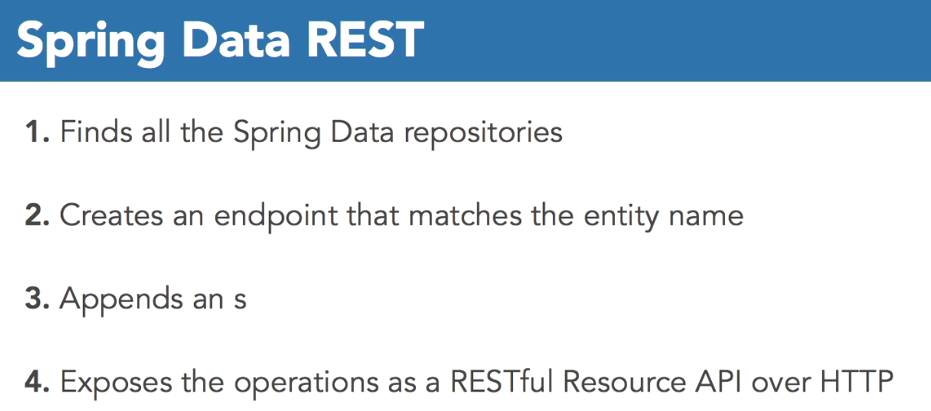 Spring Data REST
1. Finds all the Spring Data repositories
2. Creates an endpoint that matches the entity name
3. Appends an s
4. Exposes the operations as a RESTful Resource API over HTTP